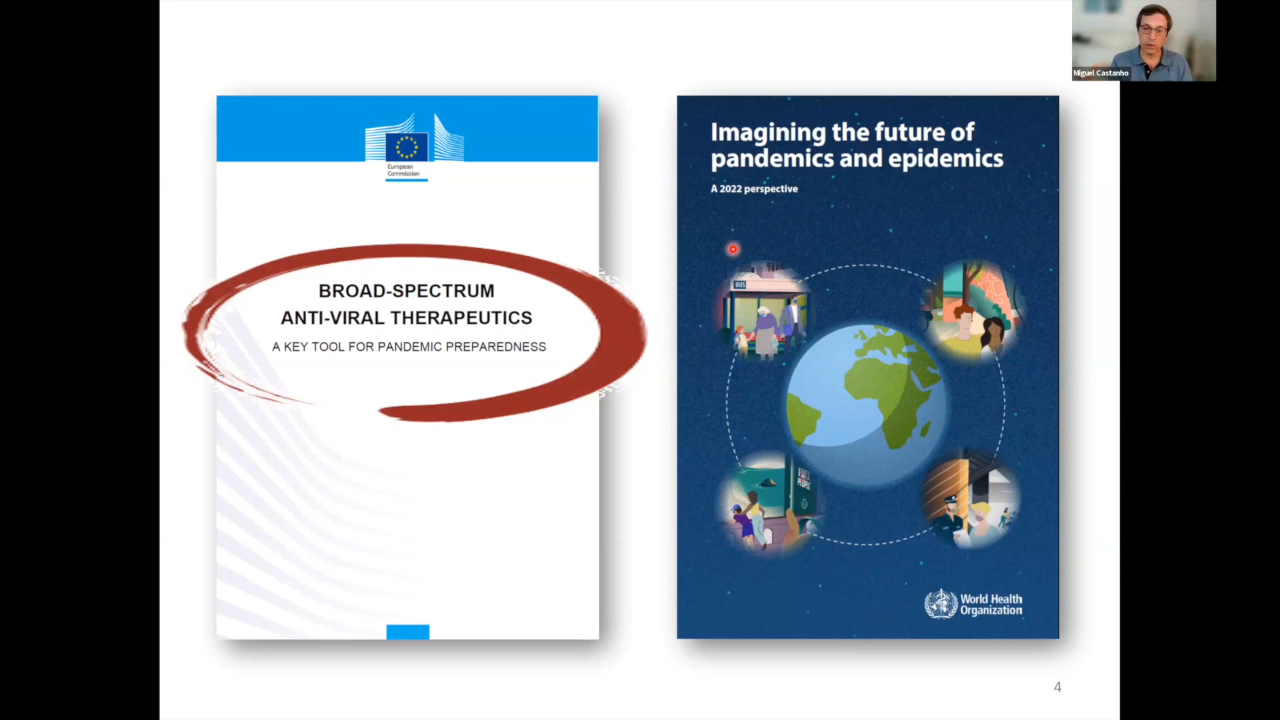 Miguel Castanho
European
Commission
BROAD-SPECTRUM
ANTI-VIRAL THERAPEUTICS
A KEY TOOL FOR PANDEMIC PREPAREDNESS
Imagining the future of
pandemics and epidemics
A 2022 perspective
BUS
World Health
Organization
4